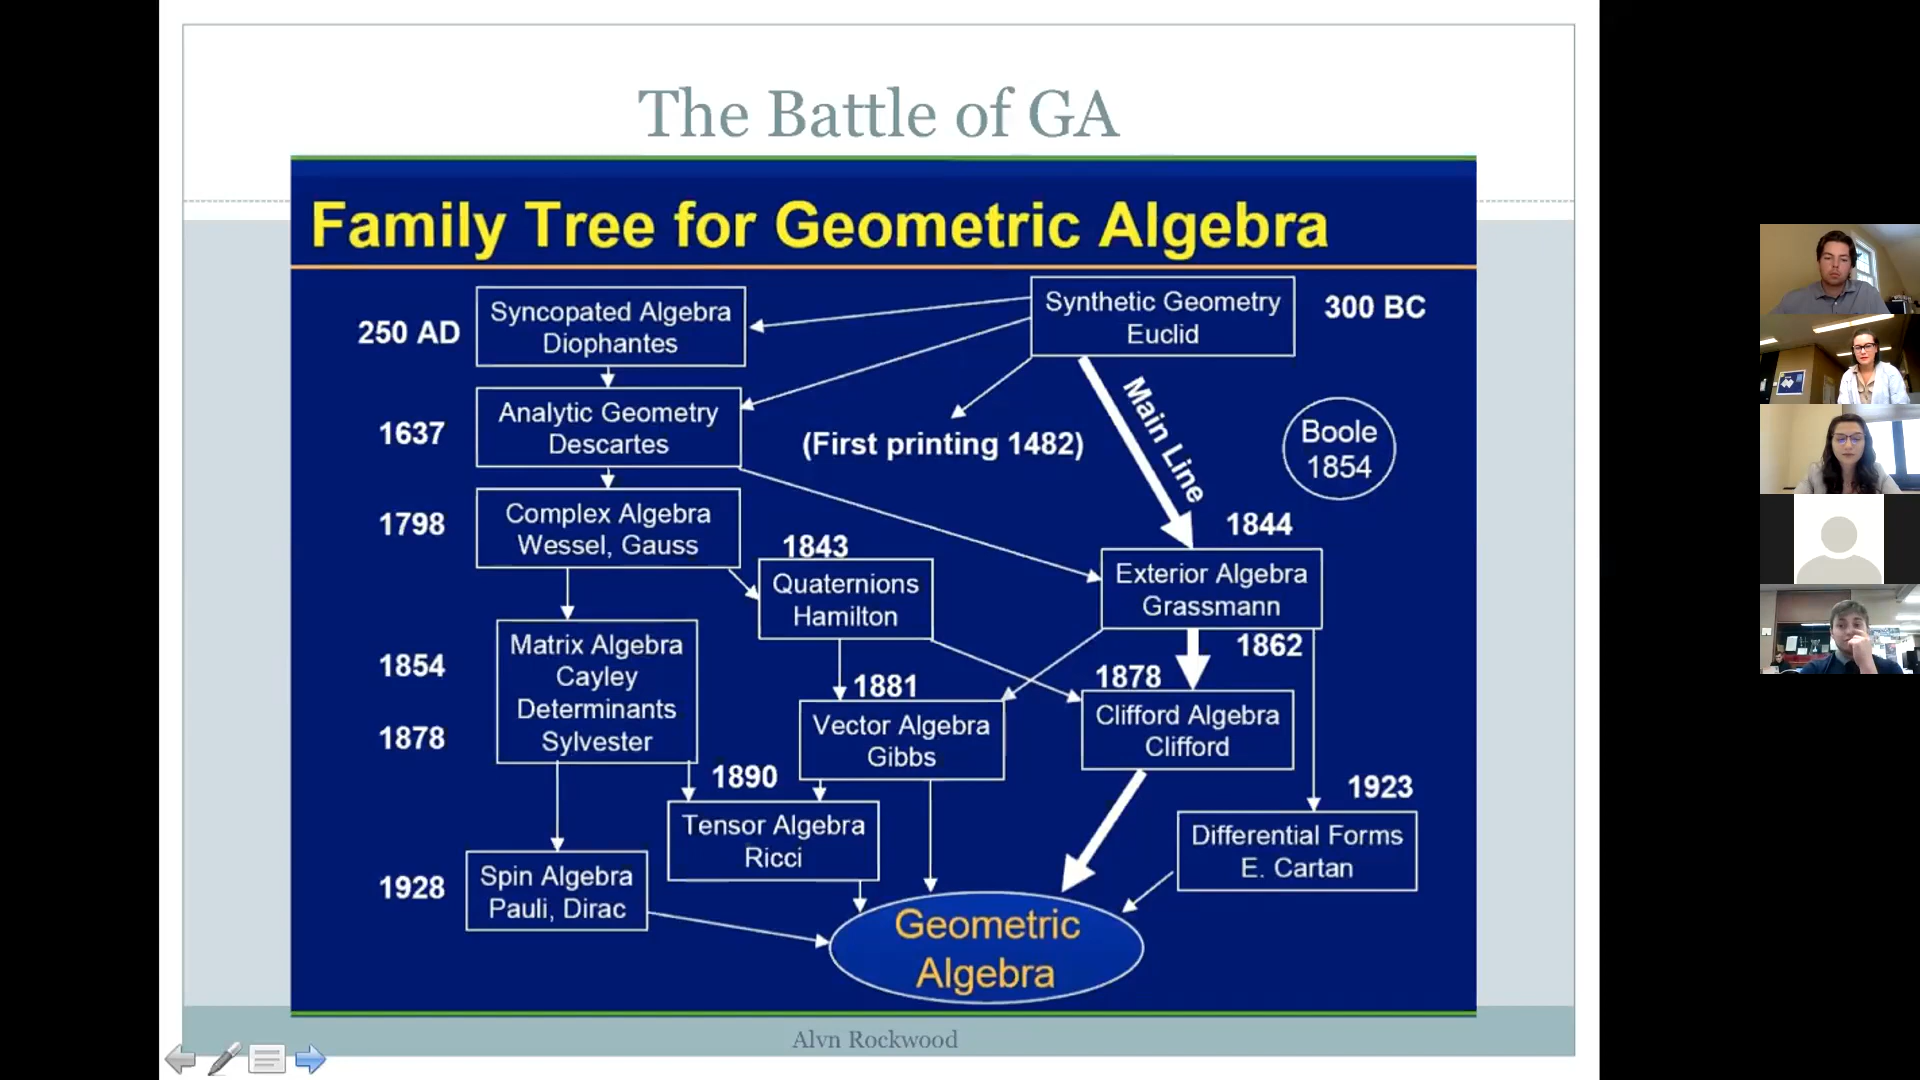 The Battle of GA
Family Tree for Geometric Algebra
250 AD
Syncopated Algebra
Diophantes
Synthetic Geometry
Euclid
300 BC
1637
Analytic Geometry
Descartes
(First printing 1482)
Main Line
Boole
1854
1798
Complex Algebra
Wessel, Gauss
1843
Quaternions
Hamilton
1844
Exterior Algebra
Grassmann
1862
1854
1878
Matrix Algebra
Cayley
Determinants
Sylvester
1881
Vector Algebra
Gibbs
1878
Clifford Algebra
Clifford
1890
Tensor Algebra
Ricci
1923
Differential Forms
E. Cartan
1928
Spin Algebra
Pauli, Dirac
Geometric
Algebra
Alvn Rockwood